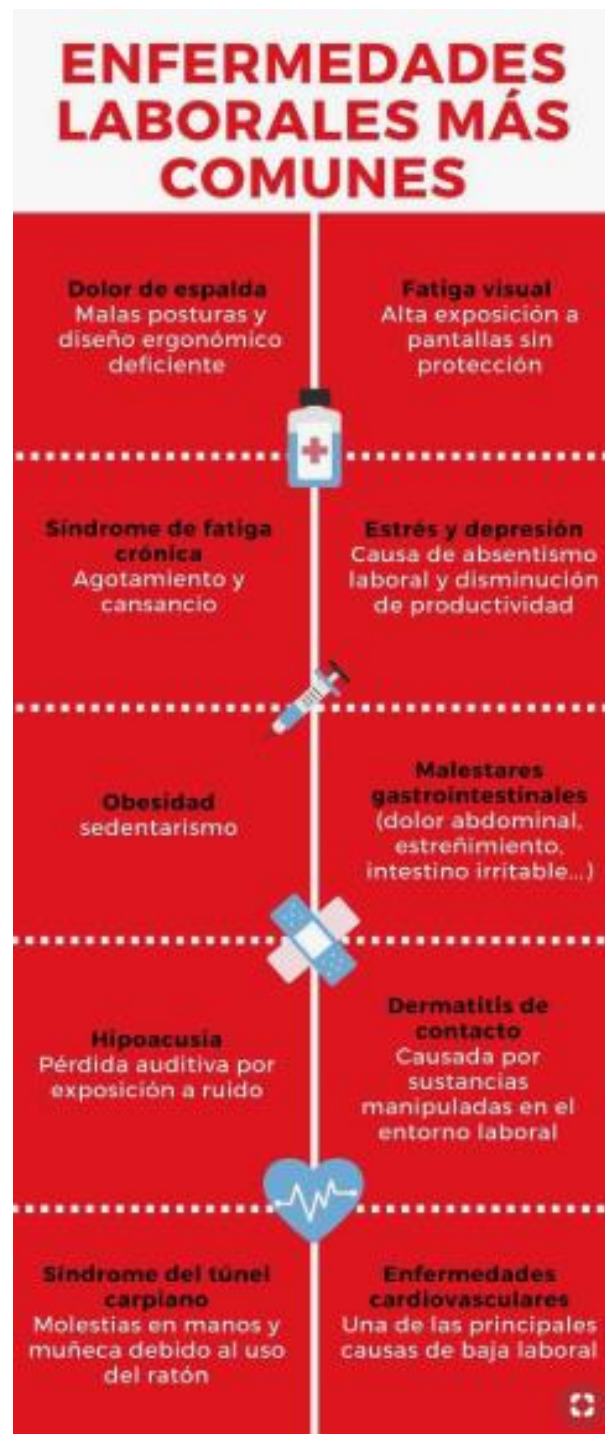 ENFERMEDADES
LABORALES MÁS
COMUNES
Dolor de espalda
Malas posturas y
diseño ergonómico
deficiente
Fatiga visual
Alta exposición a
pantallas sin
protección
Síndrome de fatiga
crónica
Agotamiento y
cansancio
Estrés y depresión
Causa de absentismo
laboral y disminución
de productividad
Obesidad
sedentarismo
Malestares
gastrointestinales
(dolor abdominal,
estreñimiento,
intestino irritable...)
Hipoacusia
Pérdida auditiva por
exposición a ruido
Dermatitis de
contacto
Causada por
sustancias
manipuladas en el
entorno laboral
Síndrome del túnel
carpiano
Molestias en manos y
muñeca debido al uso
del ratón
Enfermedades
cardiovasculares
Una de las principales
causas de baja laboral